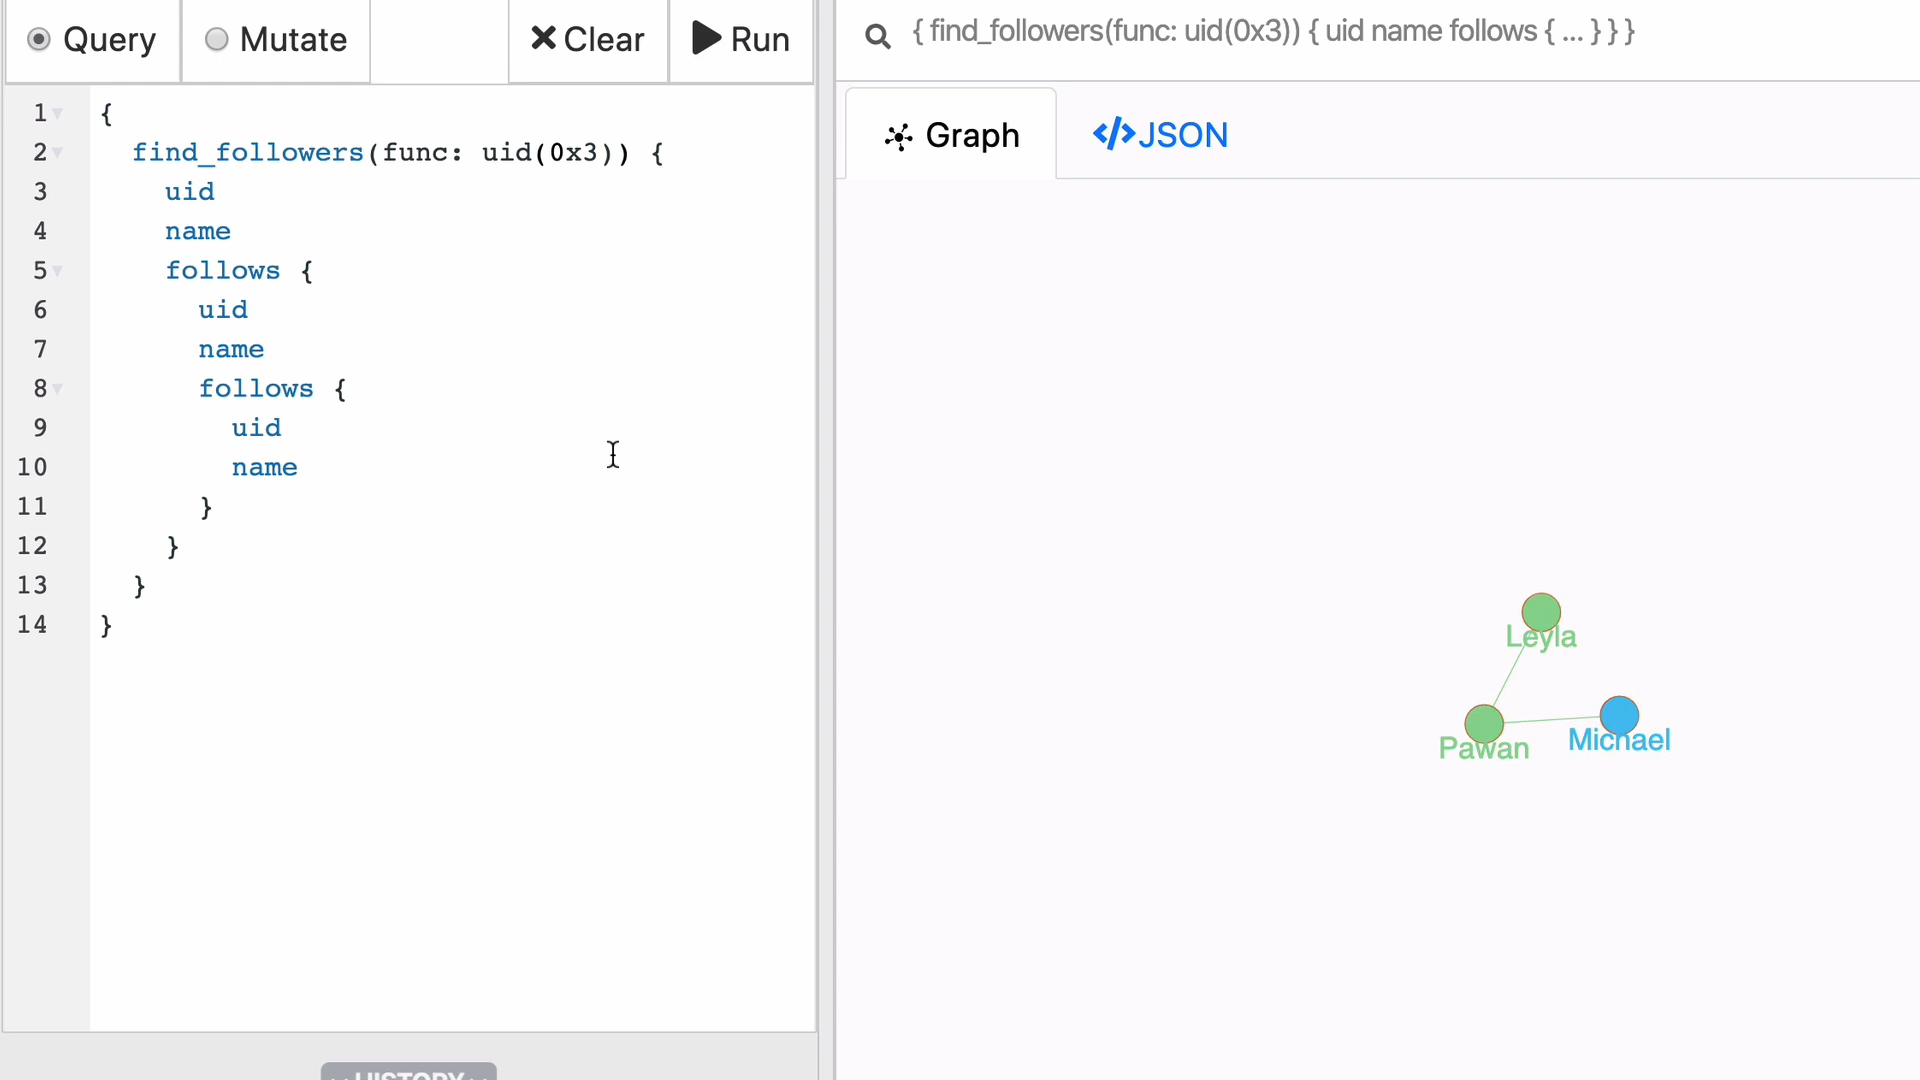 Query Mutate Clear Run
{ find_followers(func: uid(0x3)) { uid name follows { ... } } }
Graph </>JSON
1 {
2 find_followers(func: uid(0x3)) {
3 uid
4 name
5 follows {
6 uid
7 name
8 follows {
9 uid
10 name
11 }
12 }
13 }
14 }
Leyla
Pawan
Michael
HISTORY